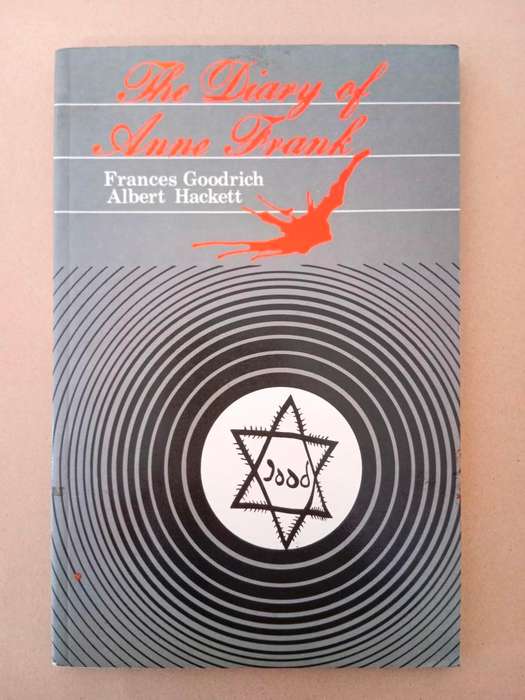 The Diary of
Anne Frank
Frances Goodrich
Albert Hackett
Jood